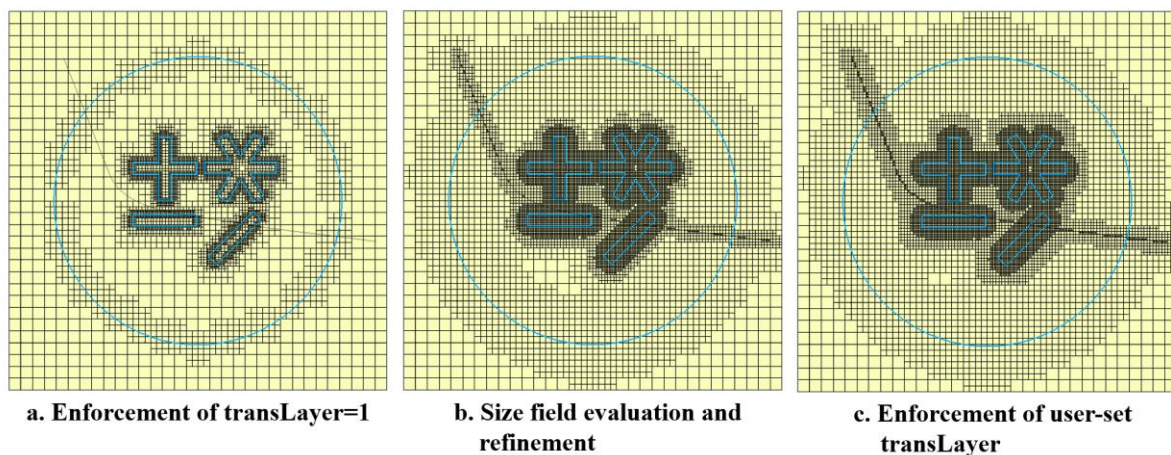 a. Enforcement of transLayer=1
b. Size field evaluation and
refinement
c. Enforcement of user-set
transLayer